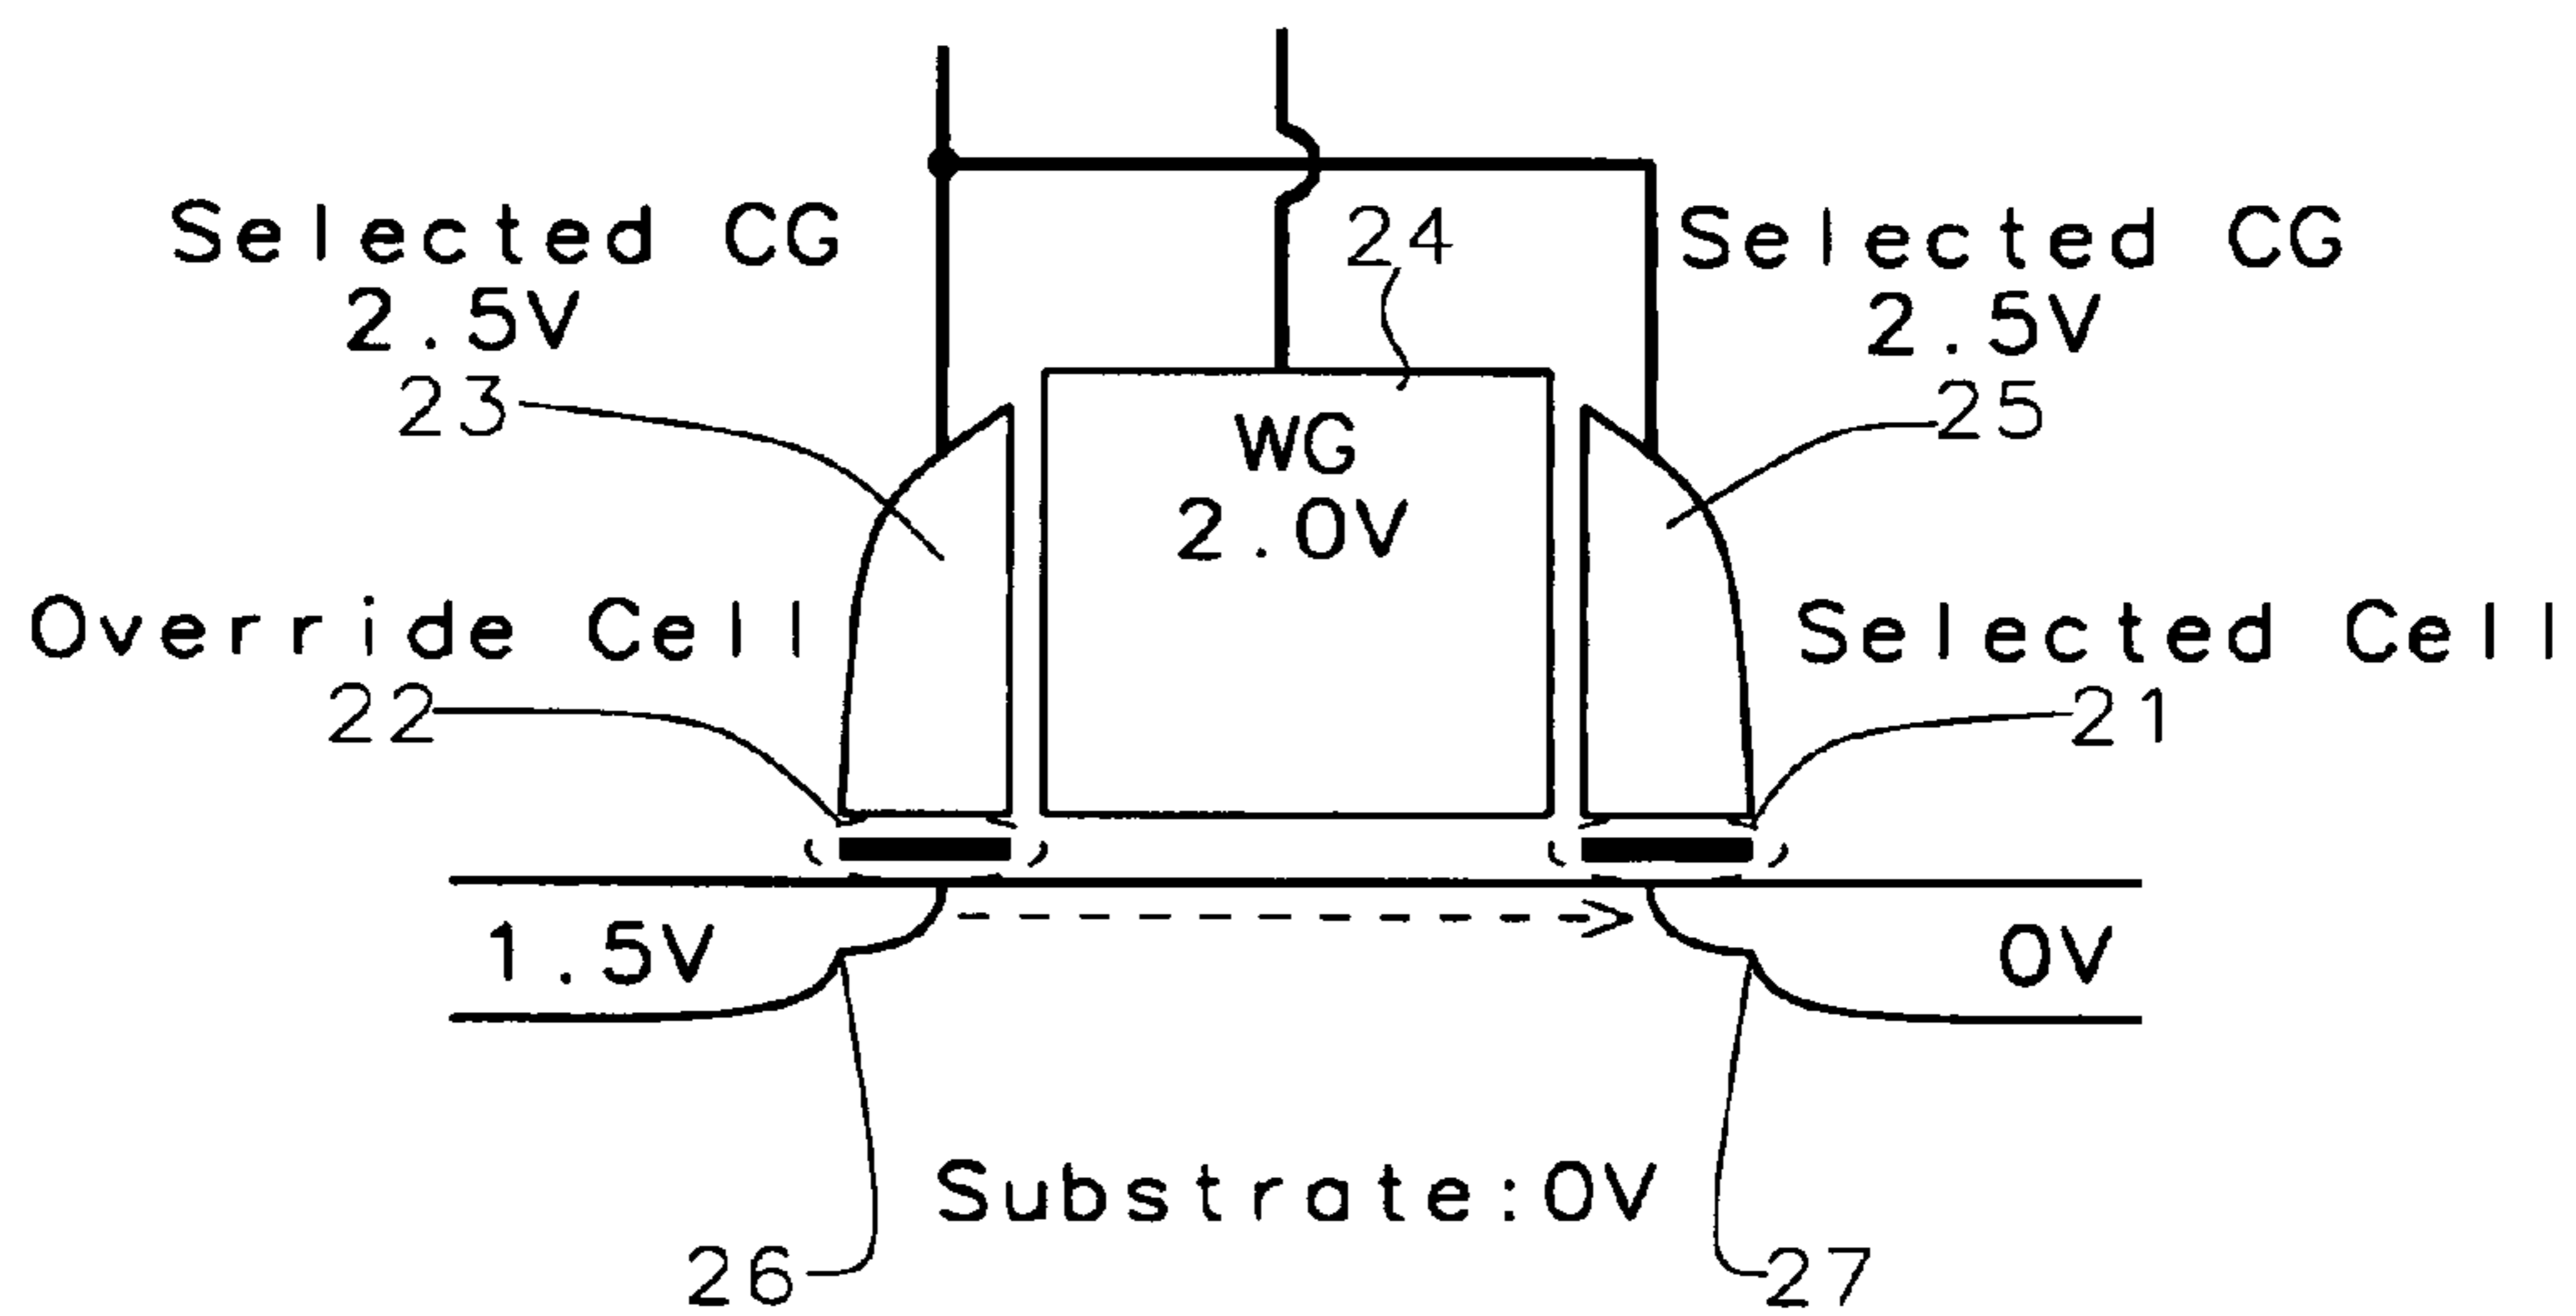 24
Selected CG
2.5V
23
Selected CG
2.5V
25
WG
2.0V
Override Cell
22
Selected Cell
21
1.5V
0V
Substrate:0V
26
27